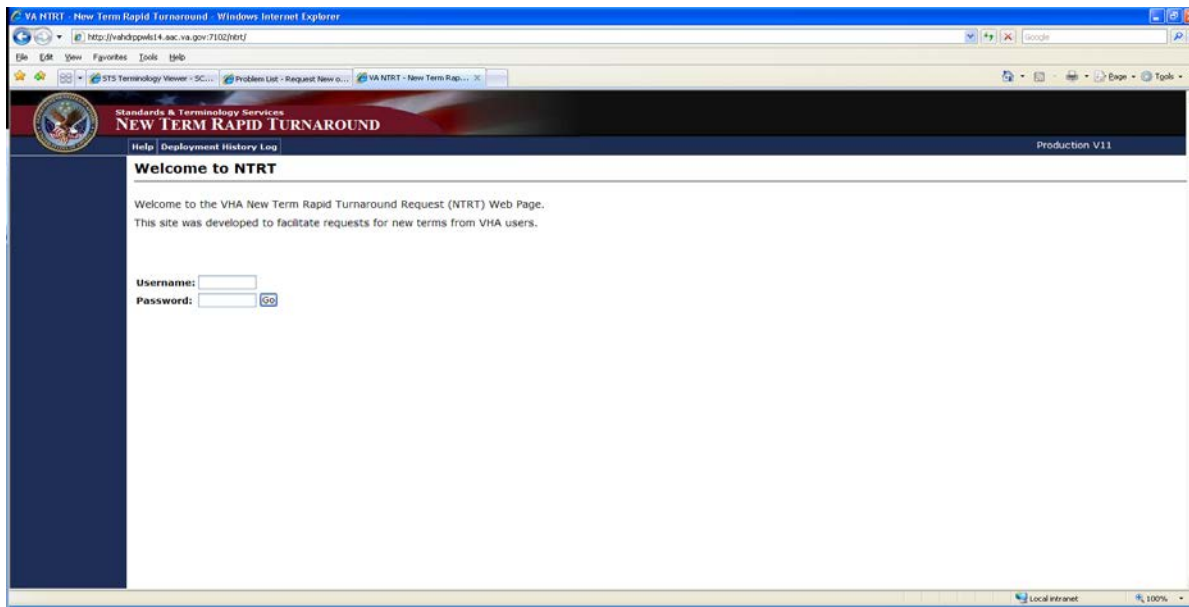 VA NTRT - New Term Rapid Turnaround - Windows Internet Explorer
http://vahdrppwls14.aac.va.gov:7102/ntrt/
Google
File Edit View Favorites Tools Help
STS Terminology Viewer - SC... Problem List - Request New o... VA NTRT - New Term Rap... Page Tools
Standards & Terminology Services
NEW TERM RAPID TURNAROUND
Help Deployment History Log Production V11
Welcome to NTRT
Welcome to the VHA New Term Rapid Turnaround Request (NTRT) Web Page.
This site was developed to facilitate requests for new terms from VHA users.
Username:
Password: Go
Local intranet 100%